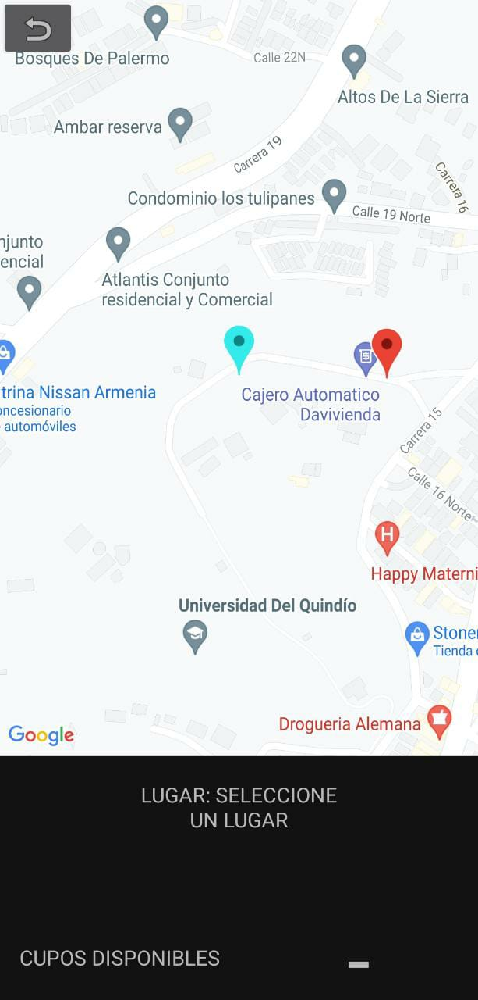 Bosques De Palermo
Calle 22N
Altos De La Sierra
Ambar reserva
Carrera 19
Carrera 16
Condominio los tulipanes
Calle 19 Norte
njunto
encial
Atlantis Conjunto
residencial y Comercial
trina Nissan Armenia
oncesionario
e automóviles
Cajero Automatico
Davivienda
Carrera 15
Calle 16 Norte
H
Happy Materni
Universidad Del Quindío
Stoner
Tienda d
Drogueria Alemana
Google
LUGAR: SELECCIONE
UN LUGAR
CUPOS DISPONIBLES